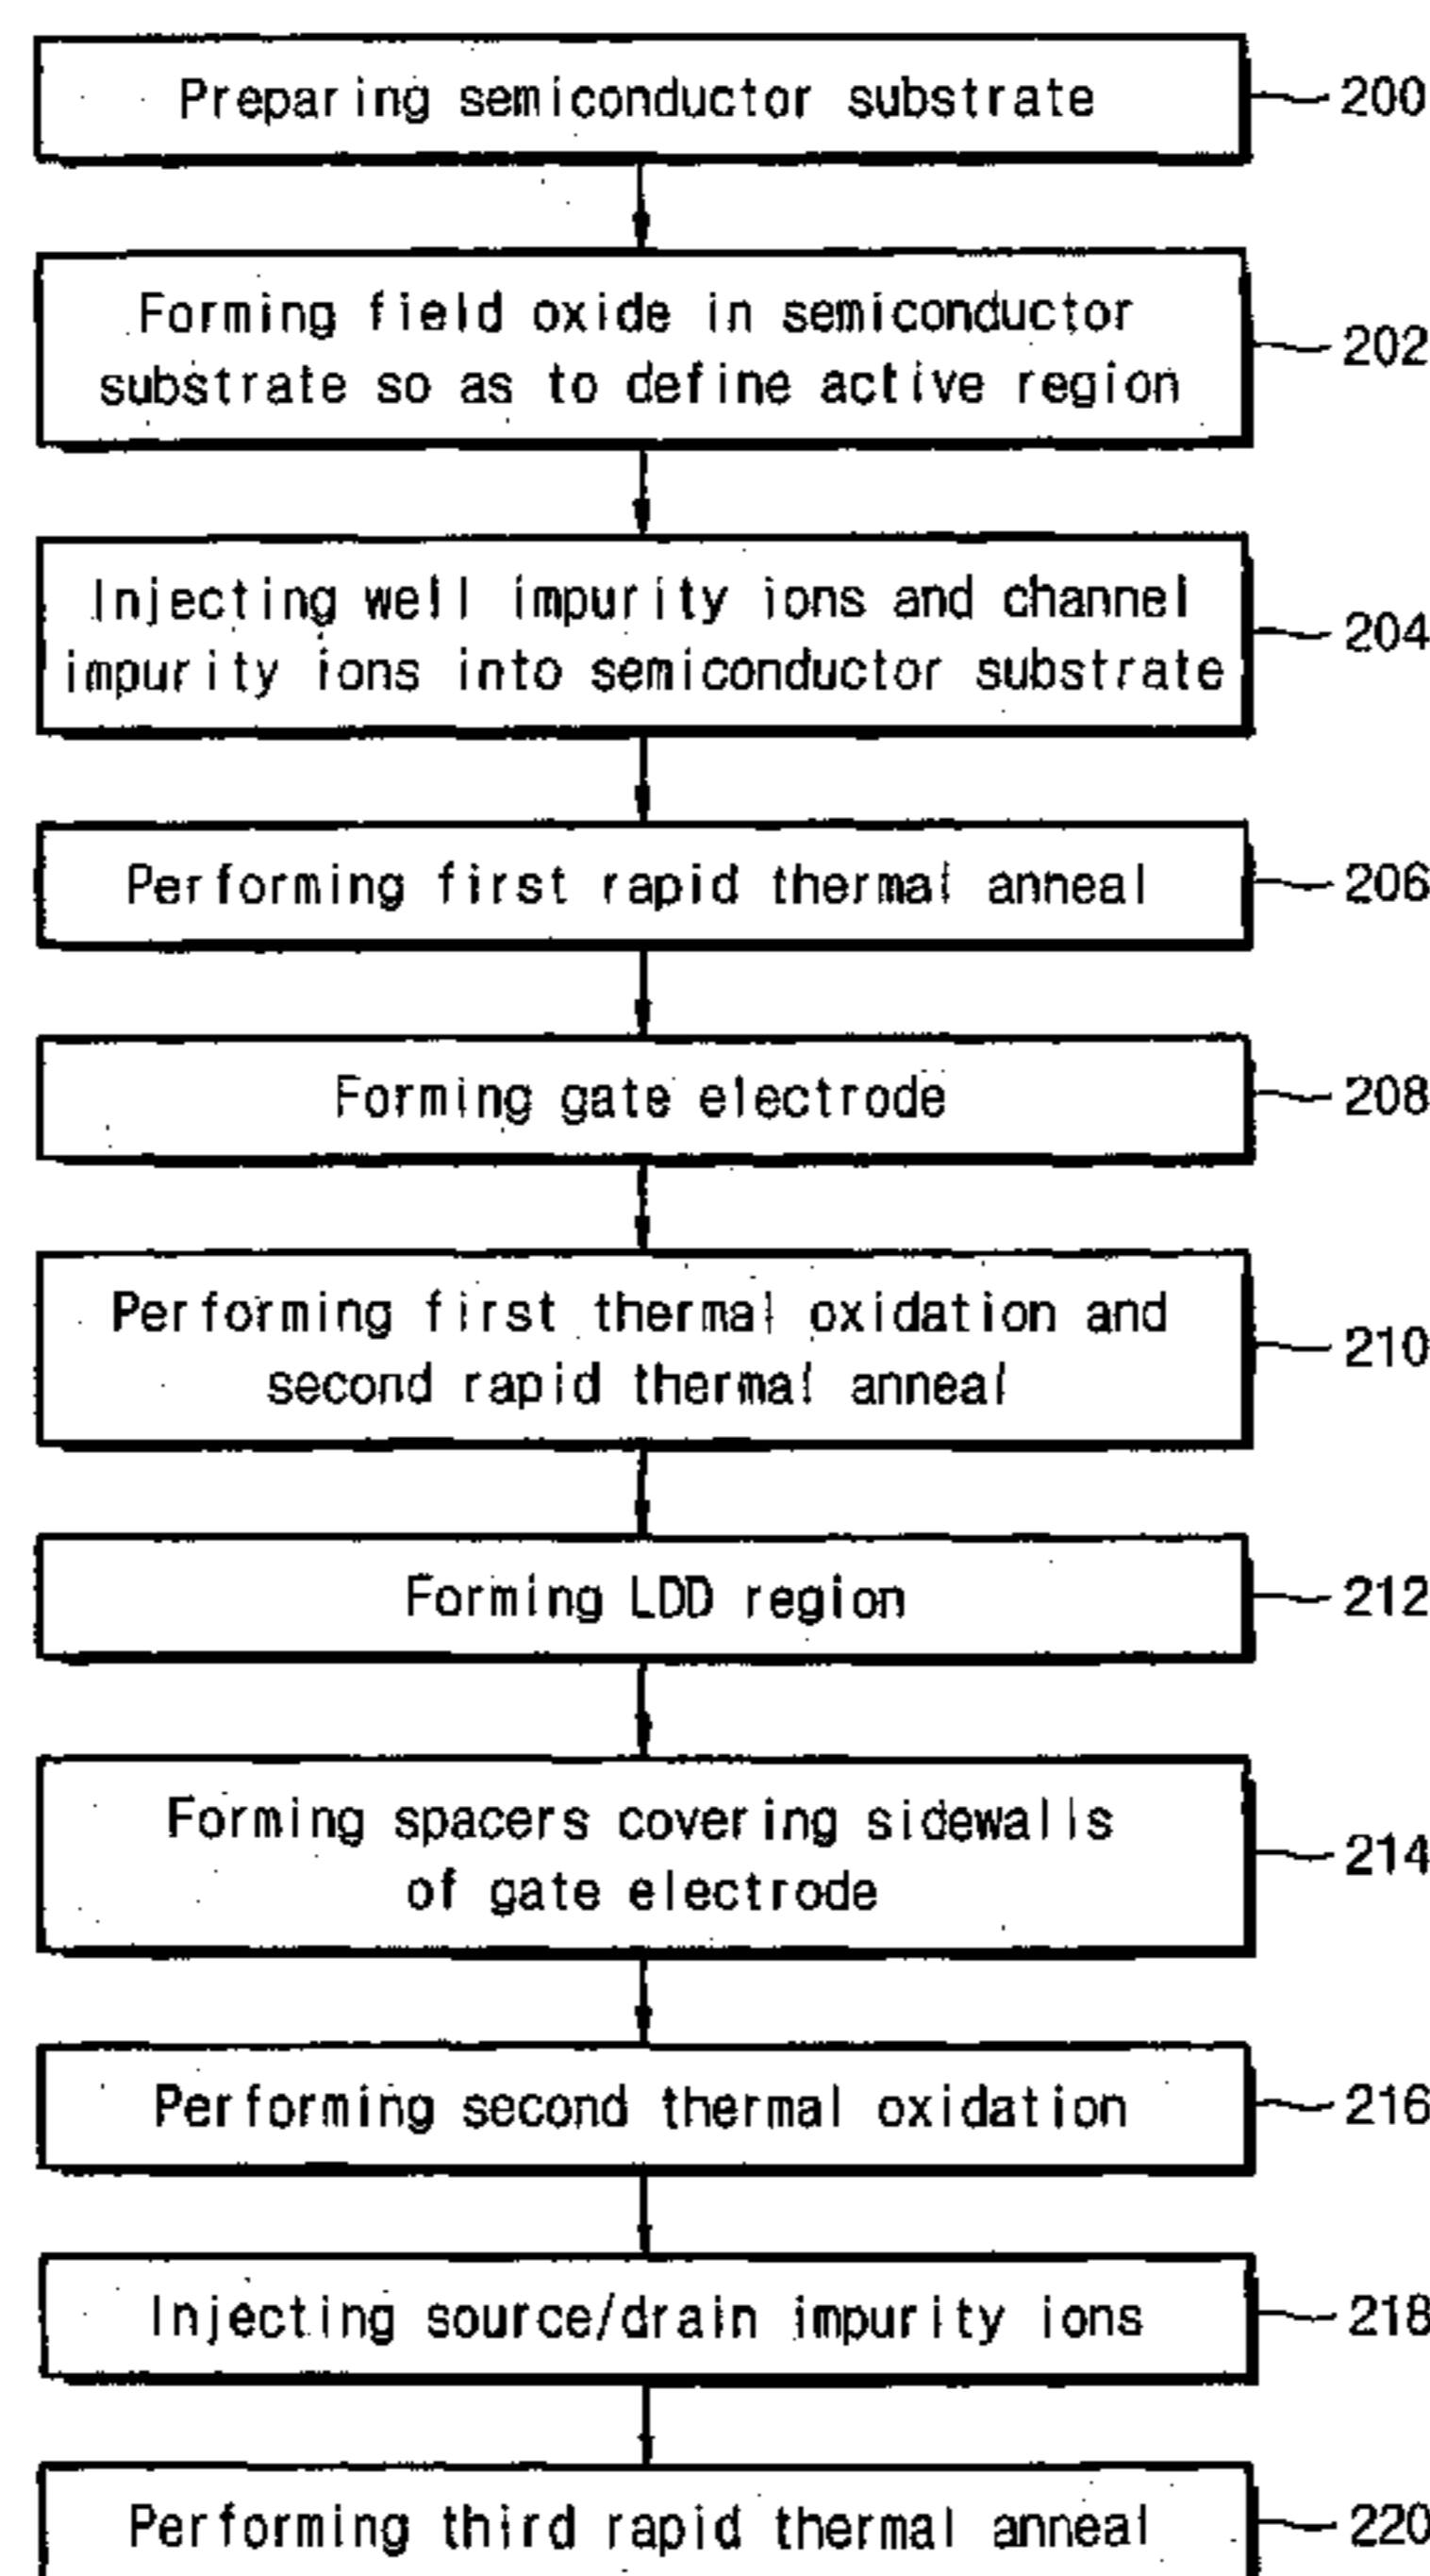 Preparing semiconductor substrate
200
Forming field oxide in semiconductor
substrate so as to define active region
202
Injecting well impurity ions and channel
impurity ions into semiconductor substrate
204
Performing first rapid thermal anneal
206
Forming gate electrode
208
Performing first thermal oxidation and
second rapid thermal anneal
210
Forming LDD region
212
Forming spacers covering sidewalls
of gate electrode
214
Performing second thermal oxidation
216
Injecting source/drain impurity ions
218
Performing third rapid thermal anneal
220